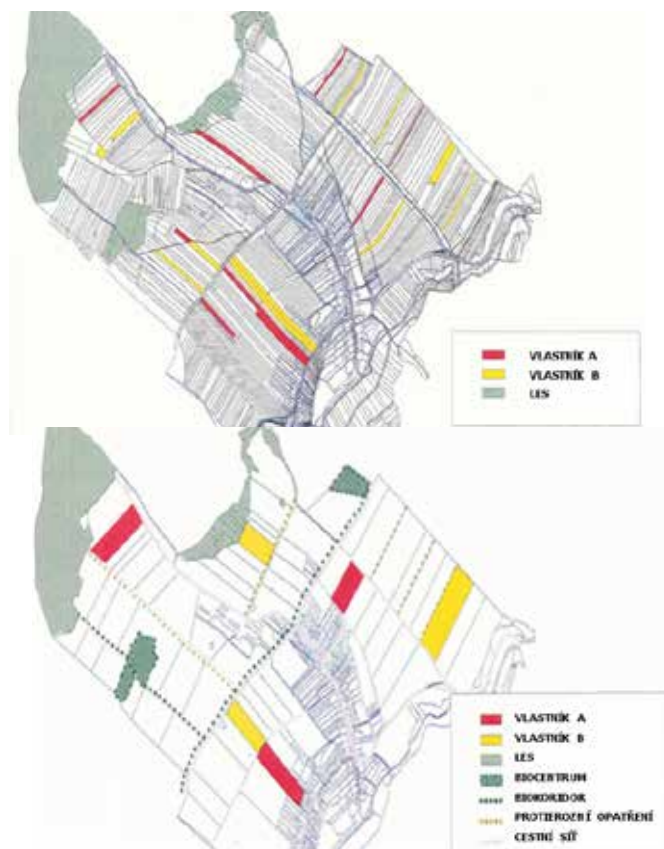 VLASTNÍK A
VLASTNÍK B
LES
VLASTNÍK A
VLASTNÍK B
LES
BIOCENTRUM
BIOKORIDOR
PROTIEROZNÍ OPATŘENÍ
CESTNÍ SÍŤ